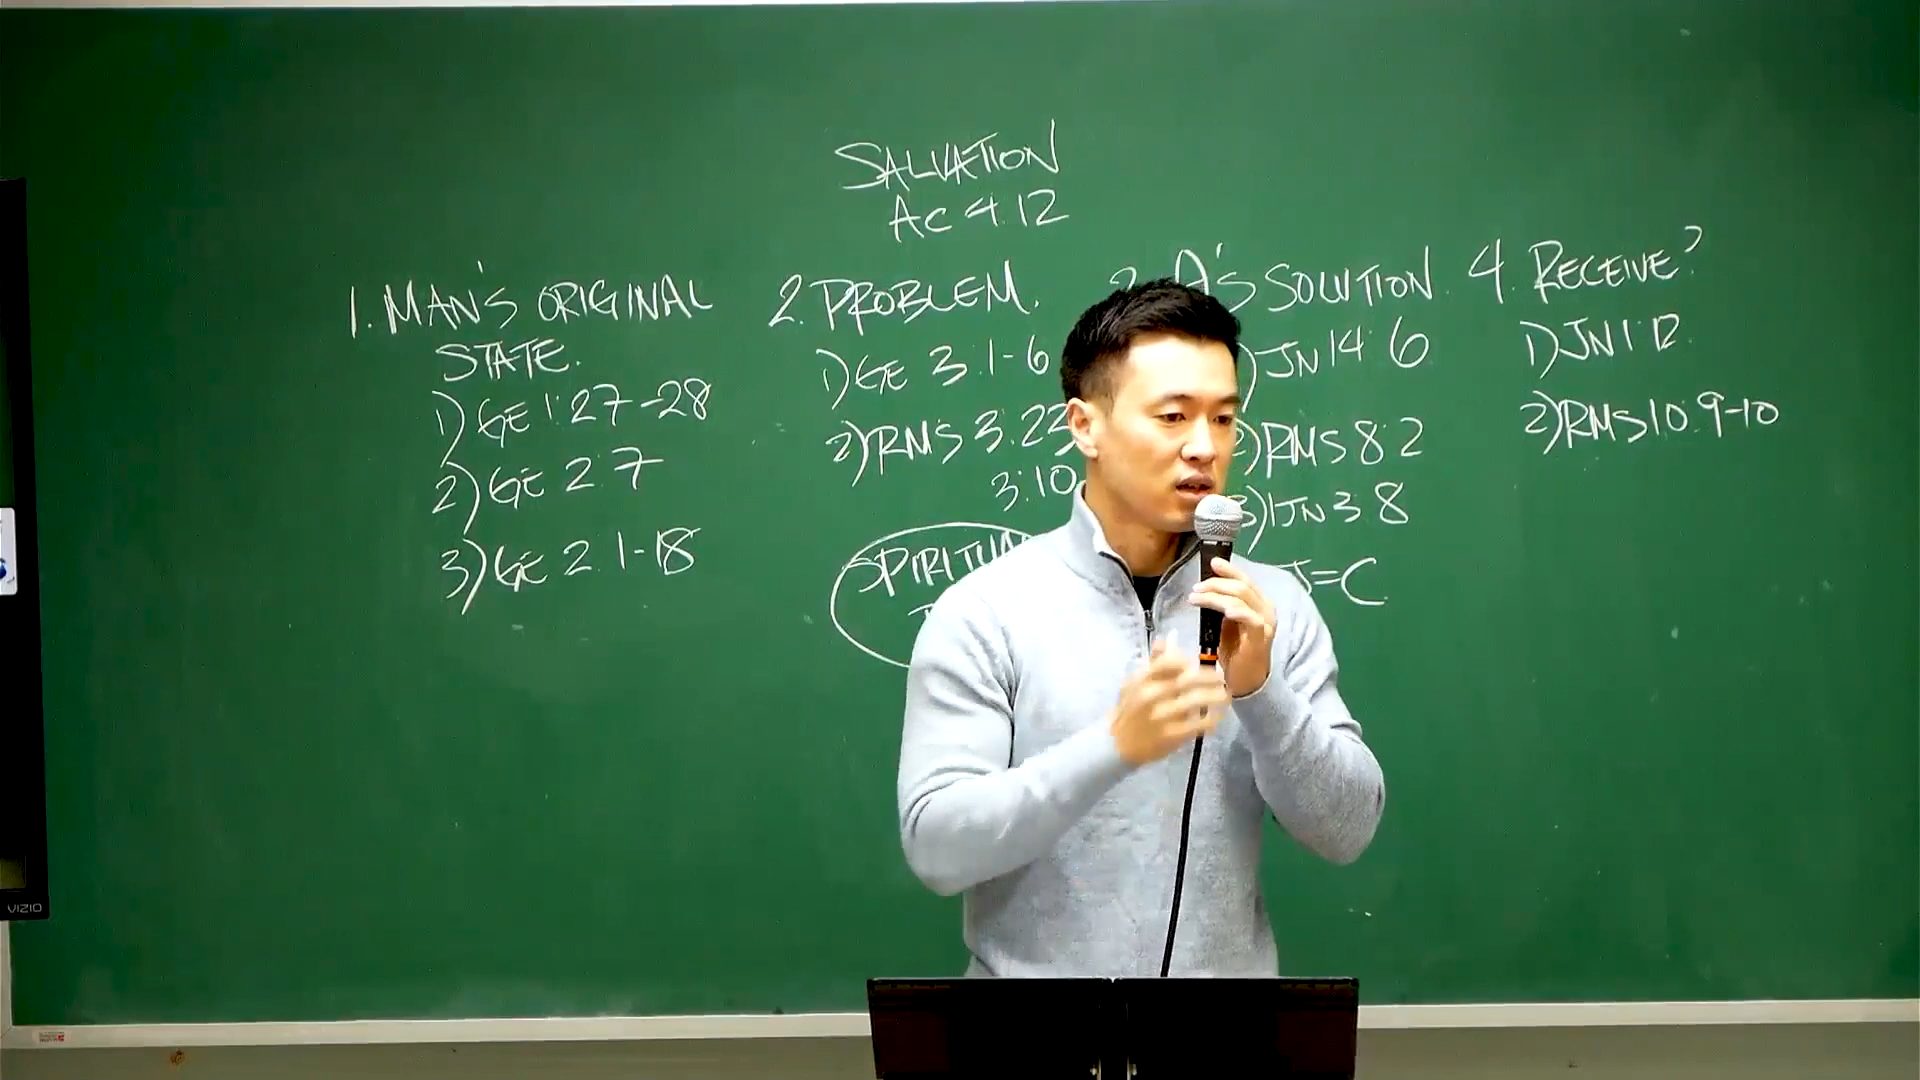 SALVATION
AC 4:12
1. MAN'S ORIGINAL
STATE.
1) GE 1:27-28
2) GE 2:7
3) GE 2:1-18
2. PROBLEM.
1) GE 3:1-6
2) RMS 3:23
3:10
SPIRITUAL
A'S SOLUTION.
JN 14:6
2) RMS 8:2
3) 1JN 3:8
J=C
4. RECEIVE?
1) JN 1:12.
2) RMS 10:9-10
VIZIO